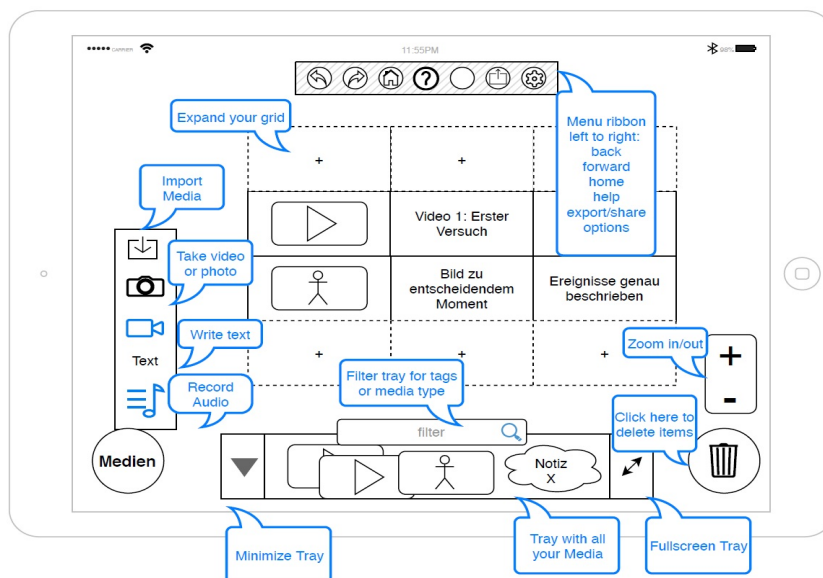 CARRIER
11:55PM
88%
Expand your grid
Menu ribbon
left to right:
back
forward
home
help
export/share
options
?
+
+
Import
Media
Video 1: Erster
Versuch
Take video
or photo
Bild zu
entscheidendem
Moment
Ereignisse genau
beschrieben
Write text
Text
+
+
+
Zoom in/out
+
-
Filter tray for tags
or media type
Record
Audio
filter
Click here to
delete items
Medien
Notiz
X
Minimize Tray
Tray with all
your Media
Fullscreen Tray